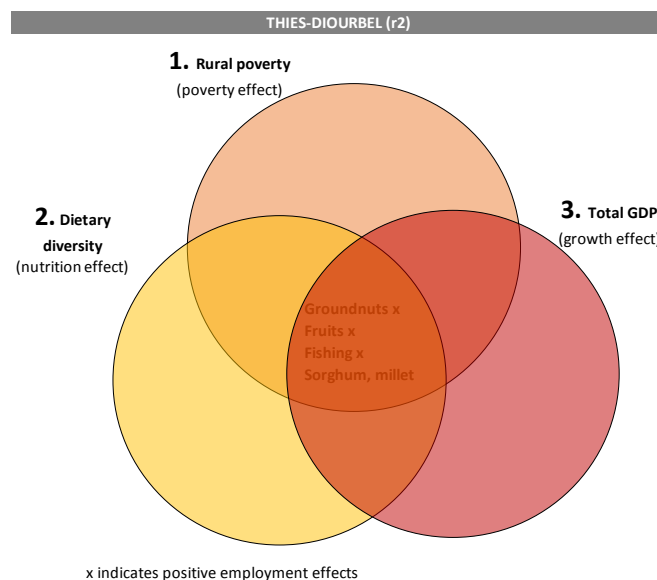 THIES-DIOURBEL (r2)
1. Rural poverty
(poverty effect)
2. Dietary
diversity
(nutrition effect)
3. Total GDP
(growth effect)
Groundnuts x
Fruits x
Fishing x
Sorghum, millet
x indicates positive employment effects